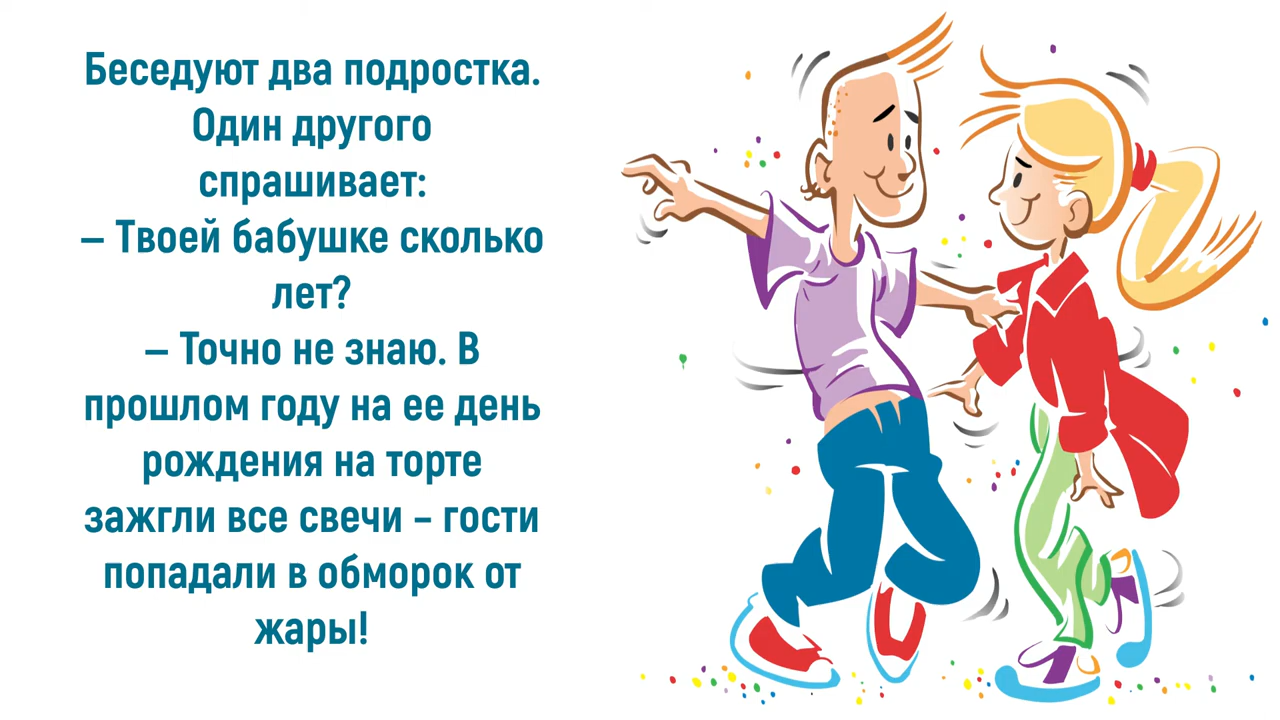 Беседуют два подростка.
Один другого
спрашивает:
– Твоей бабушке сколько
лет?
– Точно не знаю. В
прошлом году на ее день
рождения на торте
зажгли все свечи – гости
попадали в обморок от
жары!